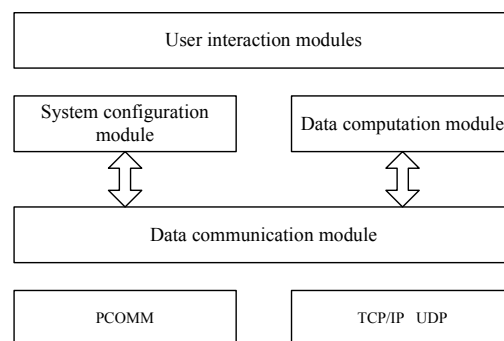 User interaction modules
System configuration
module
Data computation module
Data communication module
PCOMM
TCP/IP UDP